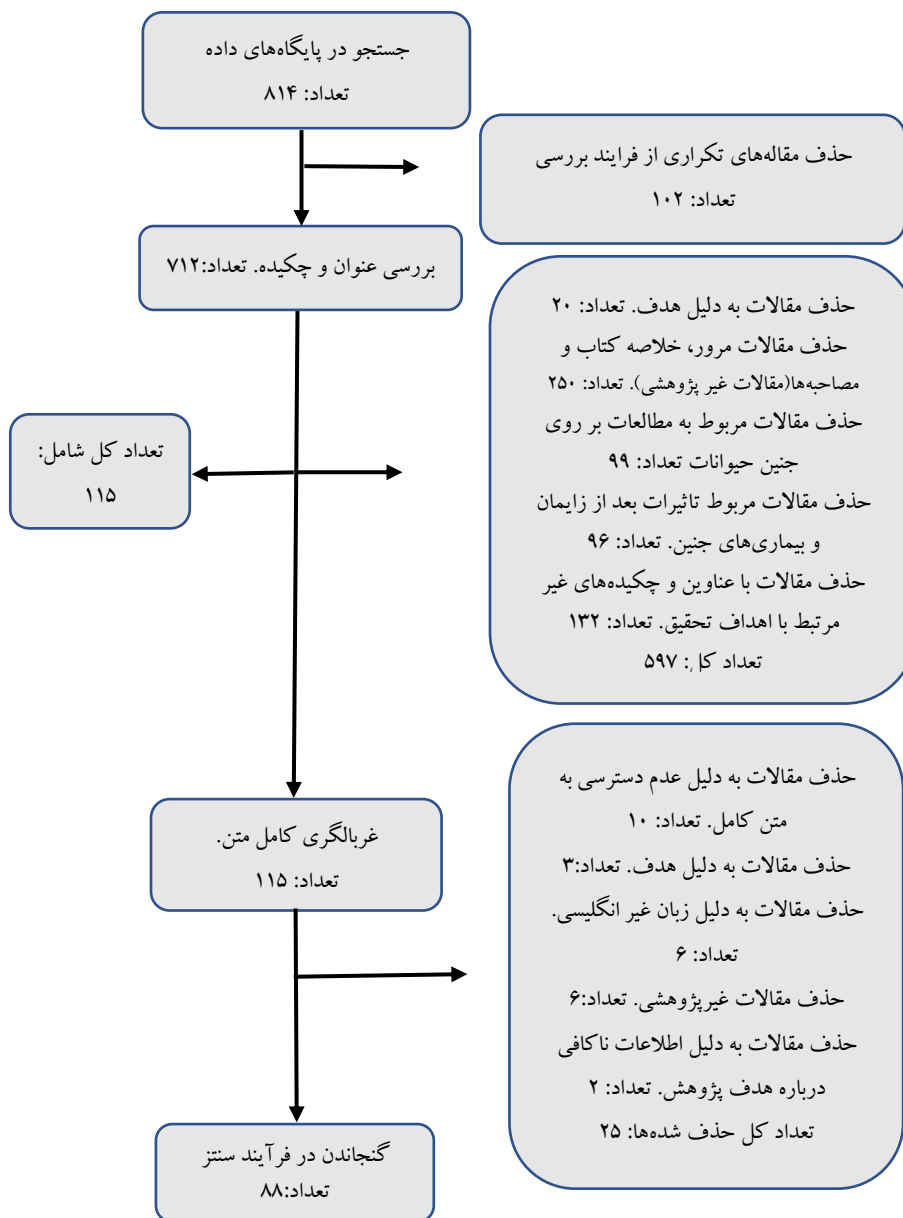 جستجو در پایگاه‌های داده
تعداد: ۸۱۴
حذف مقاله‌های تکراری از فرایند بررسی
تعداد: ۱۰۲
بررسی عنوان و چکیده. تعداد:۷۱۲
حذف مقالات به دلیل هدف. تعداد: ۲۰
حذف مقالات مرور، خلاصه کتاب و
مصاحبه‌ها(مقالات غیر پژوهشی). تعداد: ۲۵۰
حذف مقالات مربوط به مطالعات بر روی
جنین حیوانات تعداد: ۹۹
حذف مقالات مربوط تاثیرات بعد از زایمان
و بیماری‌های جنین. تعداد: ۹۶
حذف مقالات با عناوین و چکیده‌های غیر
مرتبط با اهداف تحقیق. تعداد: ۱۳۲
تعداد کل: ۵۹۷
تعداد کل شامل:
۱۱۵
غربالگری کامل متن.
تعداد: ۱۱۵
حذف مقالات به دلیل عدم دسترسی به
متن کامل. تعداد: ۱۰
حذف مقالات به دلیل هدف. تعداد:۳
حذف مقالات به دلیل زبان غیر انگلیسی.
تعداد: ۶
حذف مقالات غیرپژوهشی. تعداد:۶
حذف مقالات به دلیل اطلاعات ناکافی
درباره هدف پژوهش. تعداد: ۲
تعداد کل حذف شده‌ها: ۲۵
گنجاندن در فرآیند سنتز
تعداد:۸۸